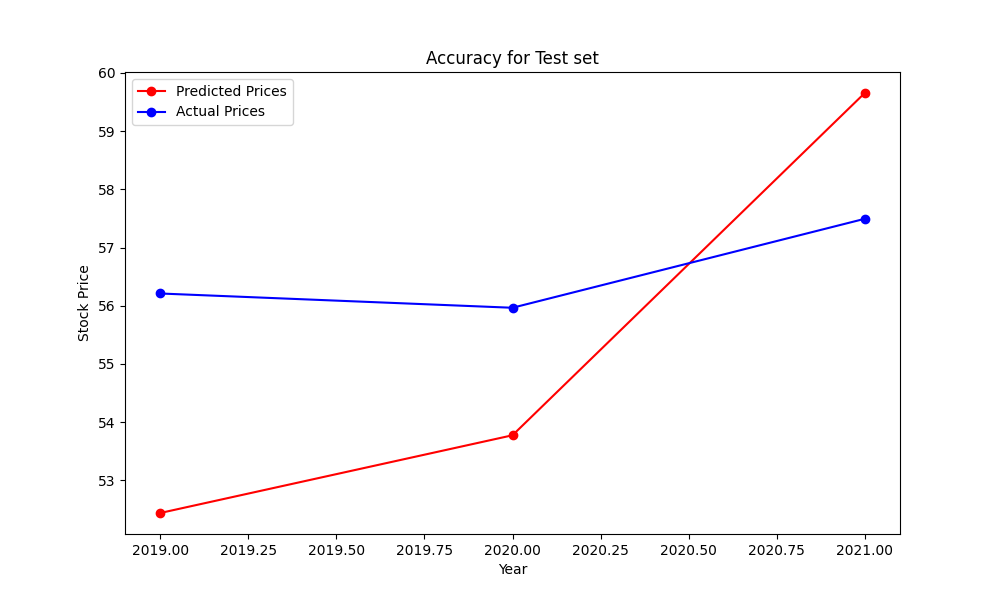 Accuracy for Test set
Predicted Prices
Actual Prices
Stock Price
60
59
58
57
56
55
54
53
2019.00 2019.25 2019.50 2019.75 2020.00 2020.25 2020.50 2020.75 2021.00
Year